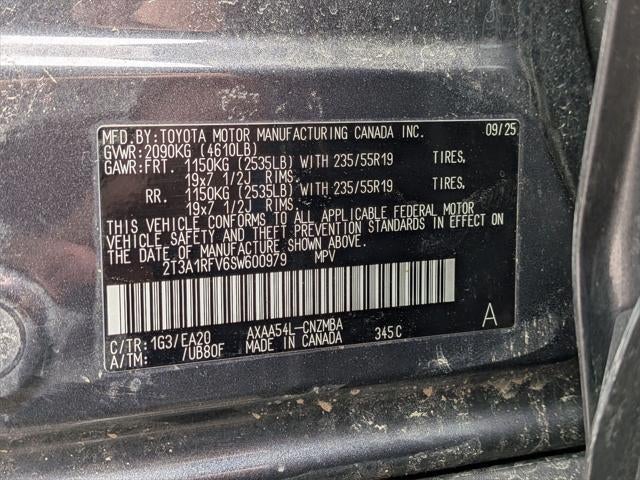 MFD.BY:TOYOTA MOTOR MANUFACTURING CANADA INC. 09/25
GVWR:2090KG (4610LB)
GAWR:FRT. 1150KG (2535LB) WITH 235/55R19 TIRES,
19x7 1/2J RIMS.
RR. 1150KG (2535LB) WITH 235/55R19 TIRES,
19x7 1/2J RIMS.
THIS VEHICLE CONFORMS TO ALL APPLICABLE FEDERAL MOTOR
VEHICLE SAFETY AND THEFT PREVENTION STANDARDS IN EFFECT ON
THE DATE OF MANUFACTURE SHOWN ABOVE.
2T3A1RFV6SW600979 MPV
C/TR:1G3/EA20 AXAA54L-CNZMBA 345C A
A/TM: /UB80F MADE IN CANADA